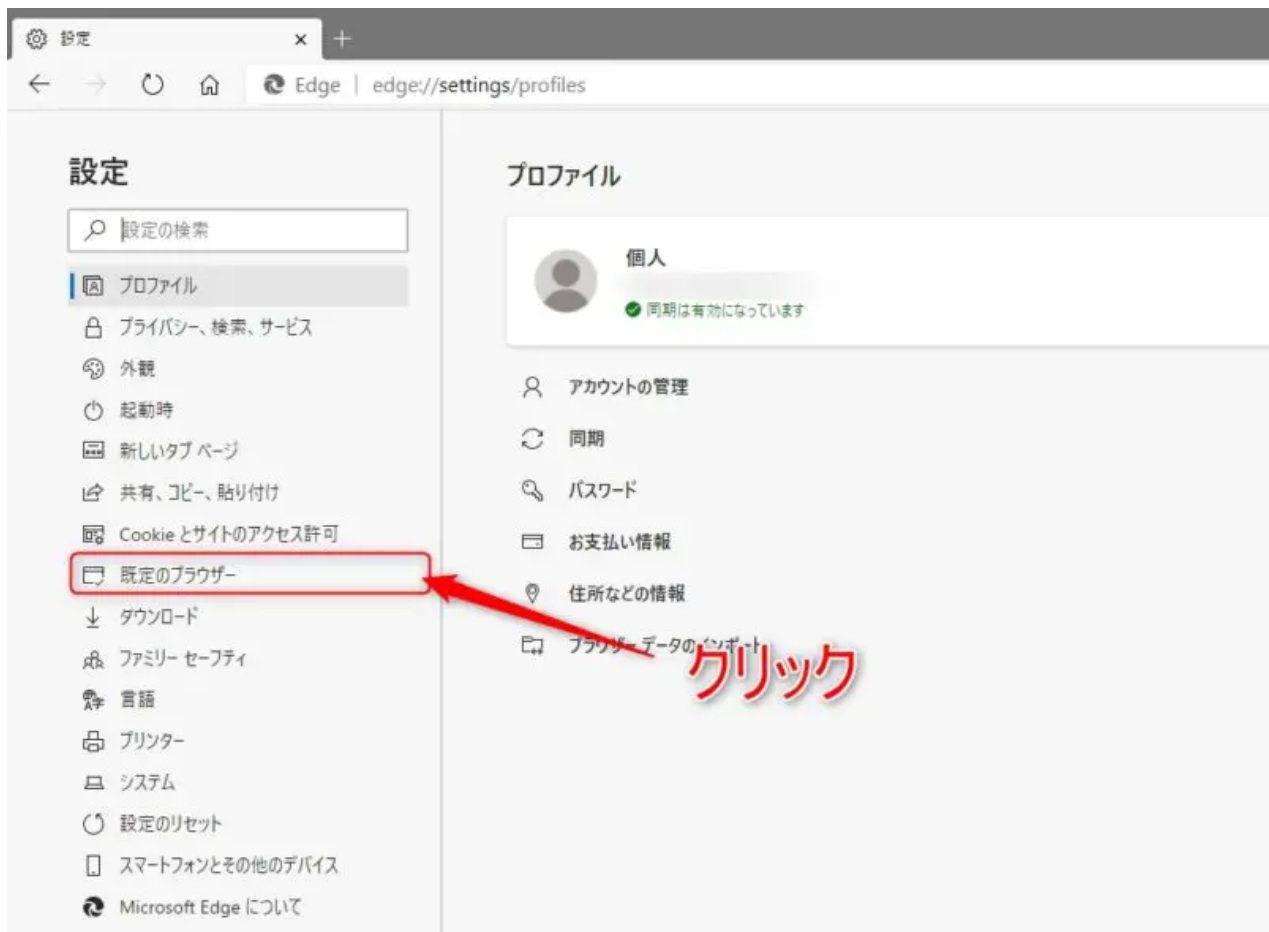 設定
Edge | edge://settings/profiles
設定
設定の検索
プロファイル
プライバシー、検索、サービス
外観
起動時
新しいタブ ページ
共有、コピー、貼り付け
Cookie とサイトのアクセス許可
既定のブラウザー
ダウンロード
ファミリー セーフティ
言語
プリンター
システム
設定のリセット
スマートフォンとその他のデバイス
Microsoft Edge について
プロファイル
個人
同期は有効になっています
アカウントの管理
同期
パスワード
お支払い情報
住所などの情報
ブラウザー データのインポート
クリック